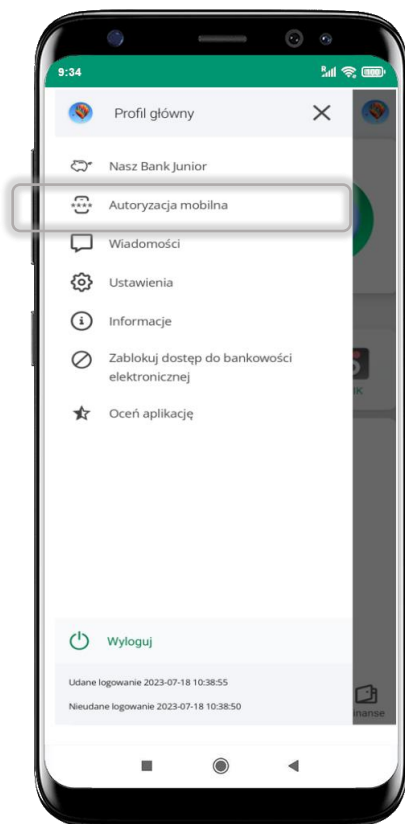 9:34
Profil główny
Nasz Bank Junior
Autoryzacja mobilna
Wiadomości
Ustawienia
Informacje
Zablokuj dostęp do bankowości
elektronicznej
Oceń aplikację
Wyloguj
Udane logowanie 2023-07-18 10:38:55
Nieudane logowanie 2023-07-18 10:38:50